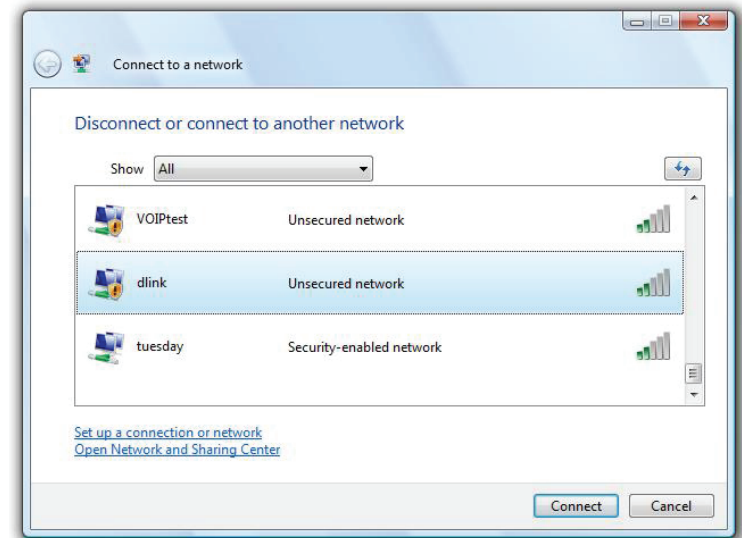 Connect to a network
Disconnect or connect to another network
Show All
VOIPtest Unsecured network
dlink Unsecured network
tuesday Security-enabled network
Set up a connection or network
Open Network and Sharing Center
Connect Cancel